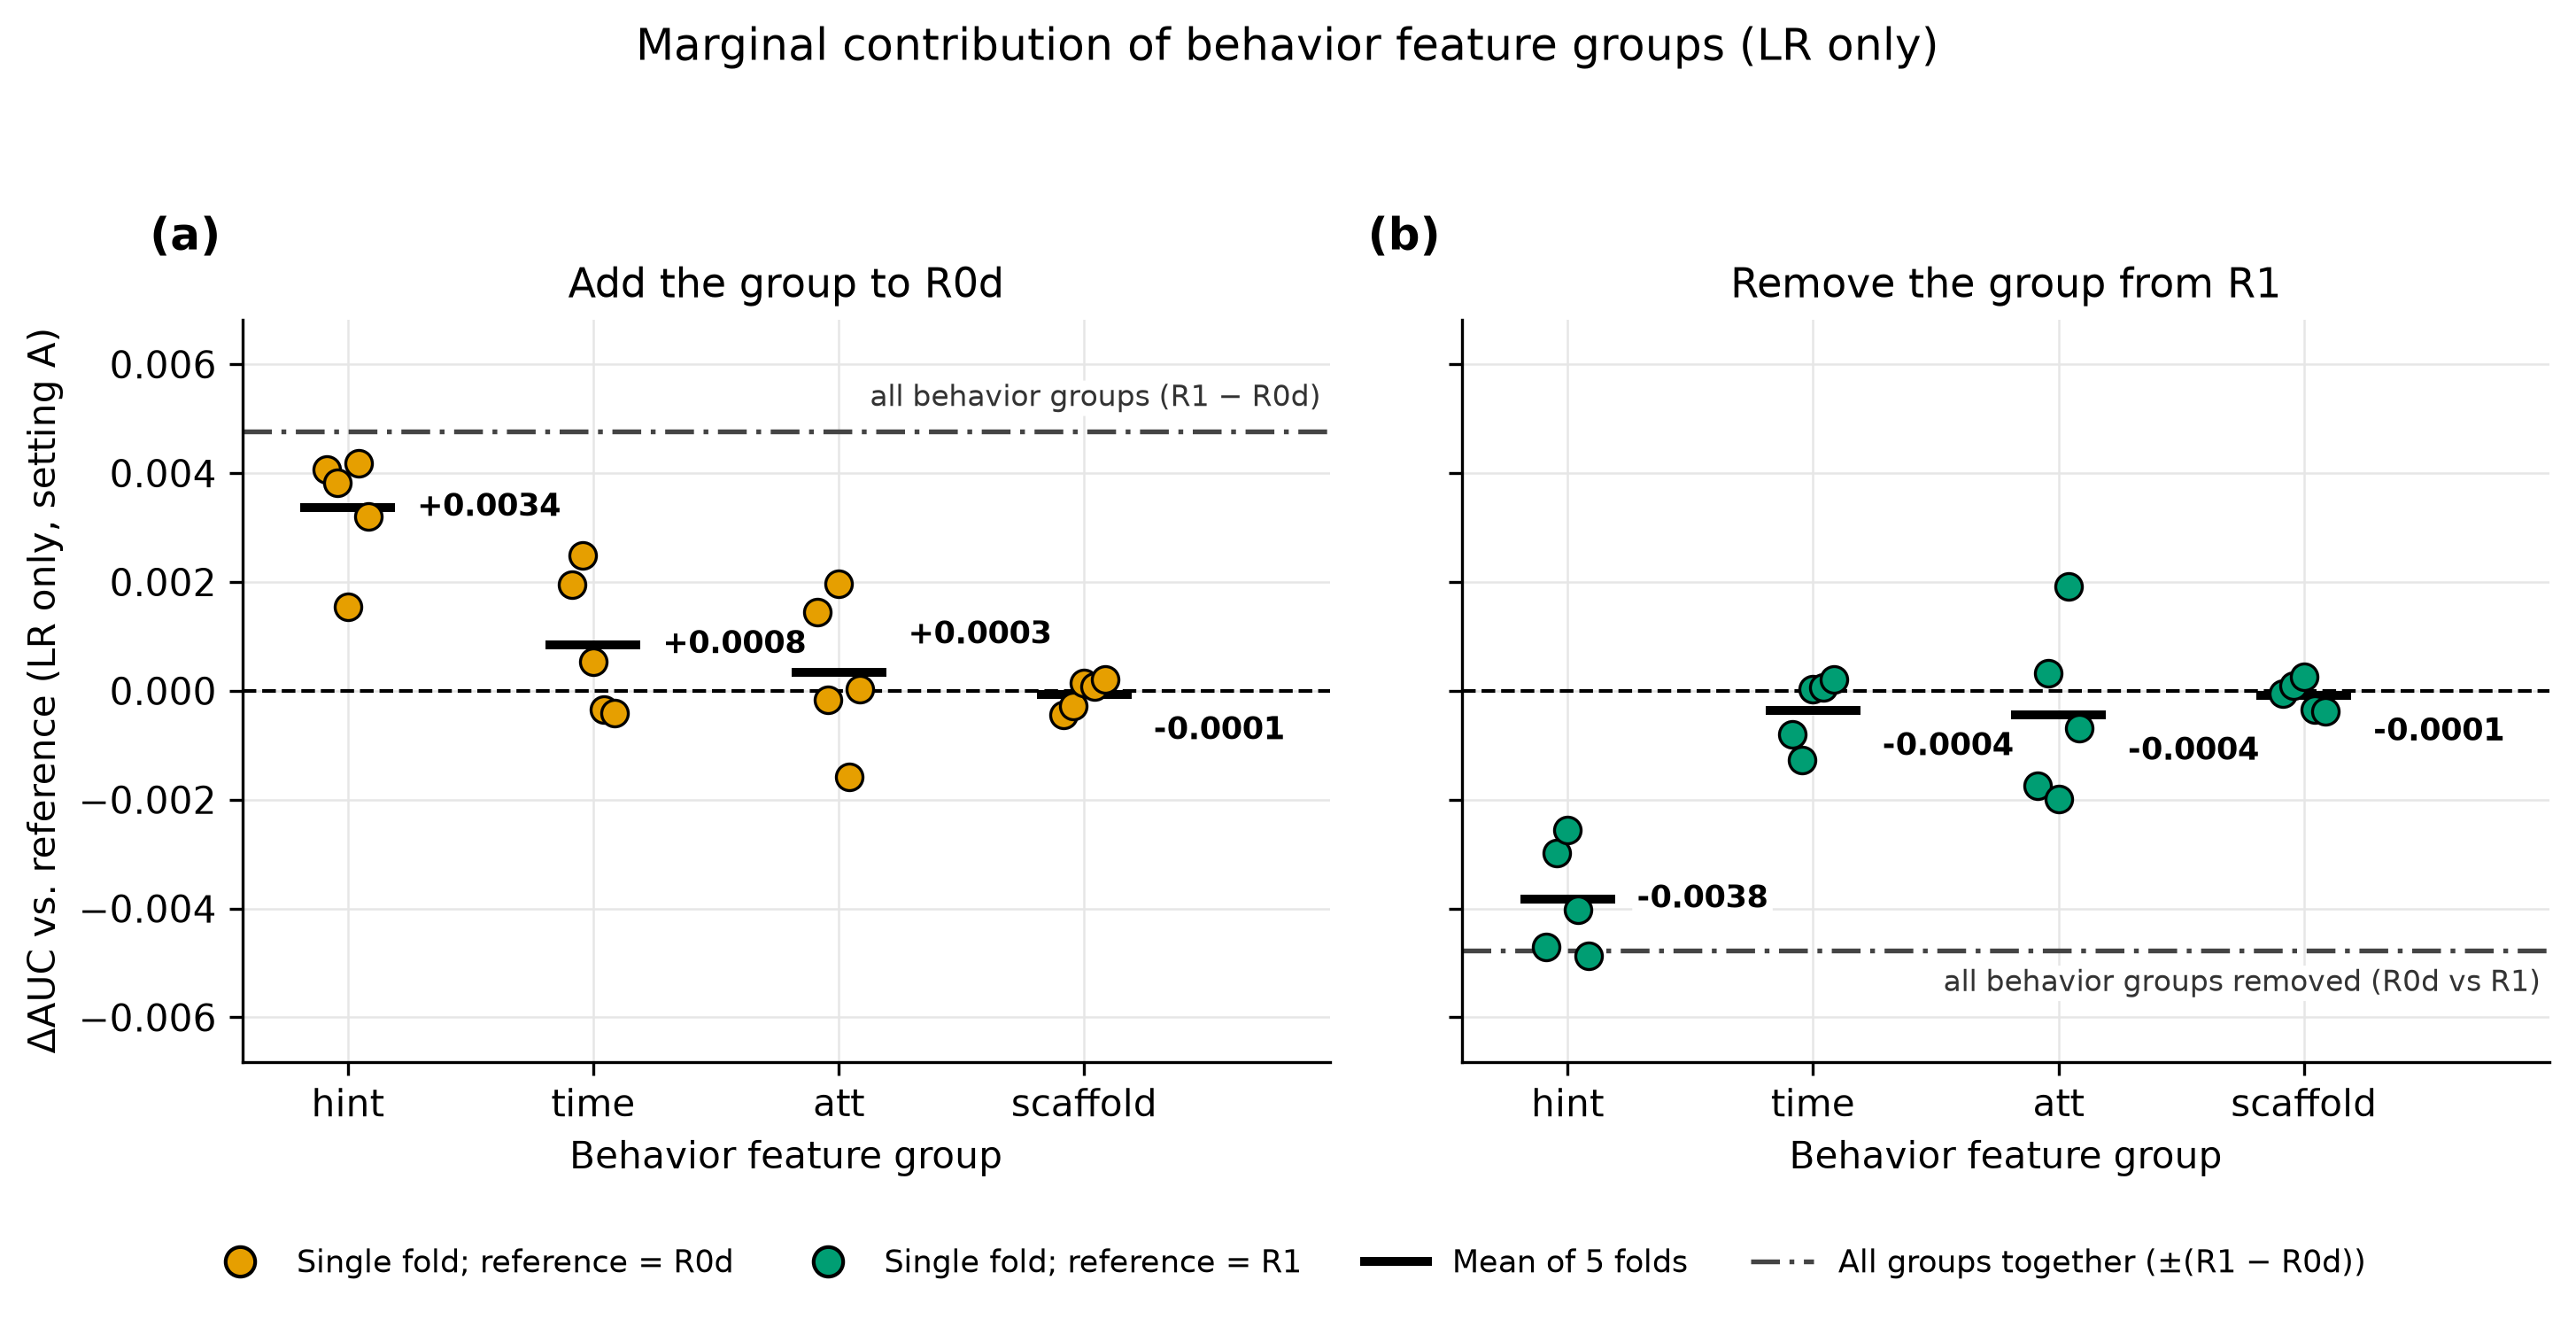 Marginal contribution of behavior feature groups (LR only)
(a)
Add the group to R0d
ΔAUC vs. reference (LR only, setting A)
0.006
0.004
0.002
0.000
−0.002
−0.004
−0.006
all behavior groups (R1 − R0d)
+0.0034
+0.0008
+0.0003
-0.0001
hint
time
att
scaffold
Behavior feature group
(b)
Remove the group from R1
-0.0038
-0.0004
-0.0004
-0.0001
all behavior groups removed (R0d vs R1)
hint
time
att
scaffold
Behavior feature group
Single fold; reference = R0d
Single fold; reference = R1
Mean of 5 folds
All groups together (±(R1 − R0d))